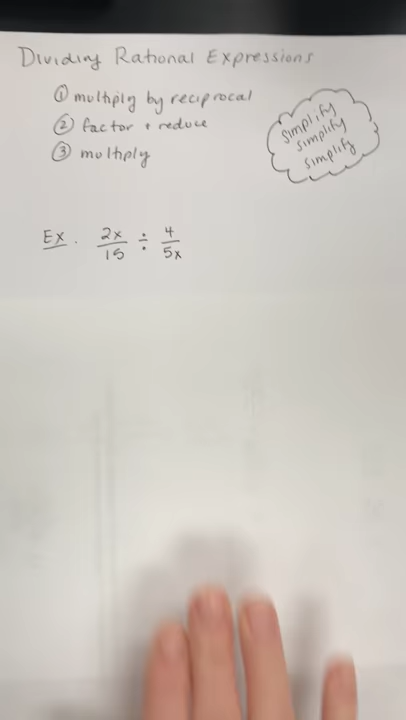 Dividing Rational Expressions
① multiply by reciprocal
② factor + reduce
③ multiply
simplify
simplify
simplify
Ex. 2x/15 ÷ 4/5x